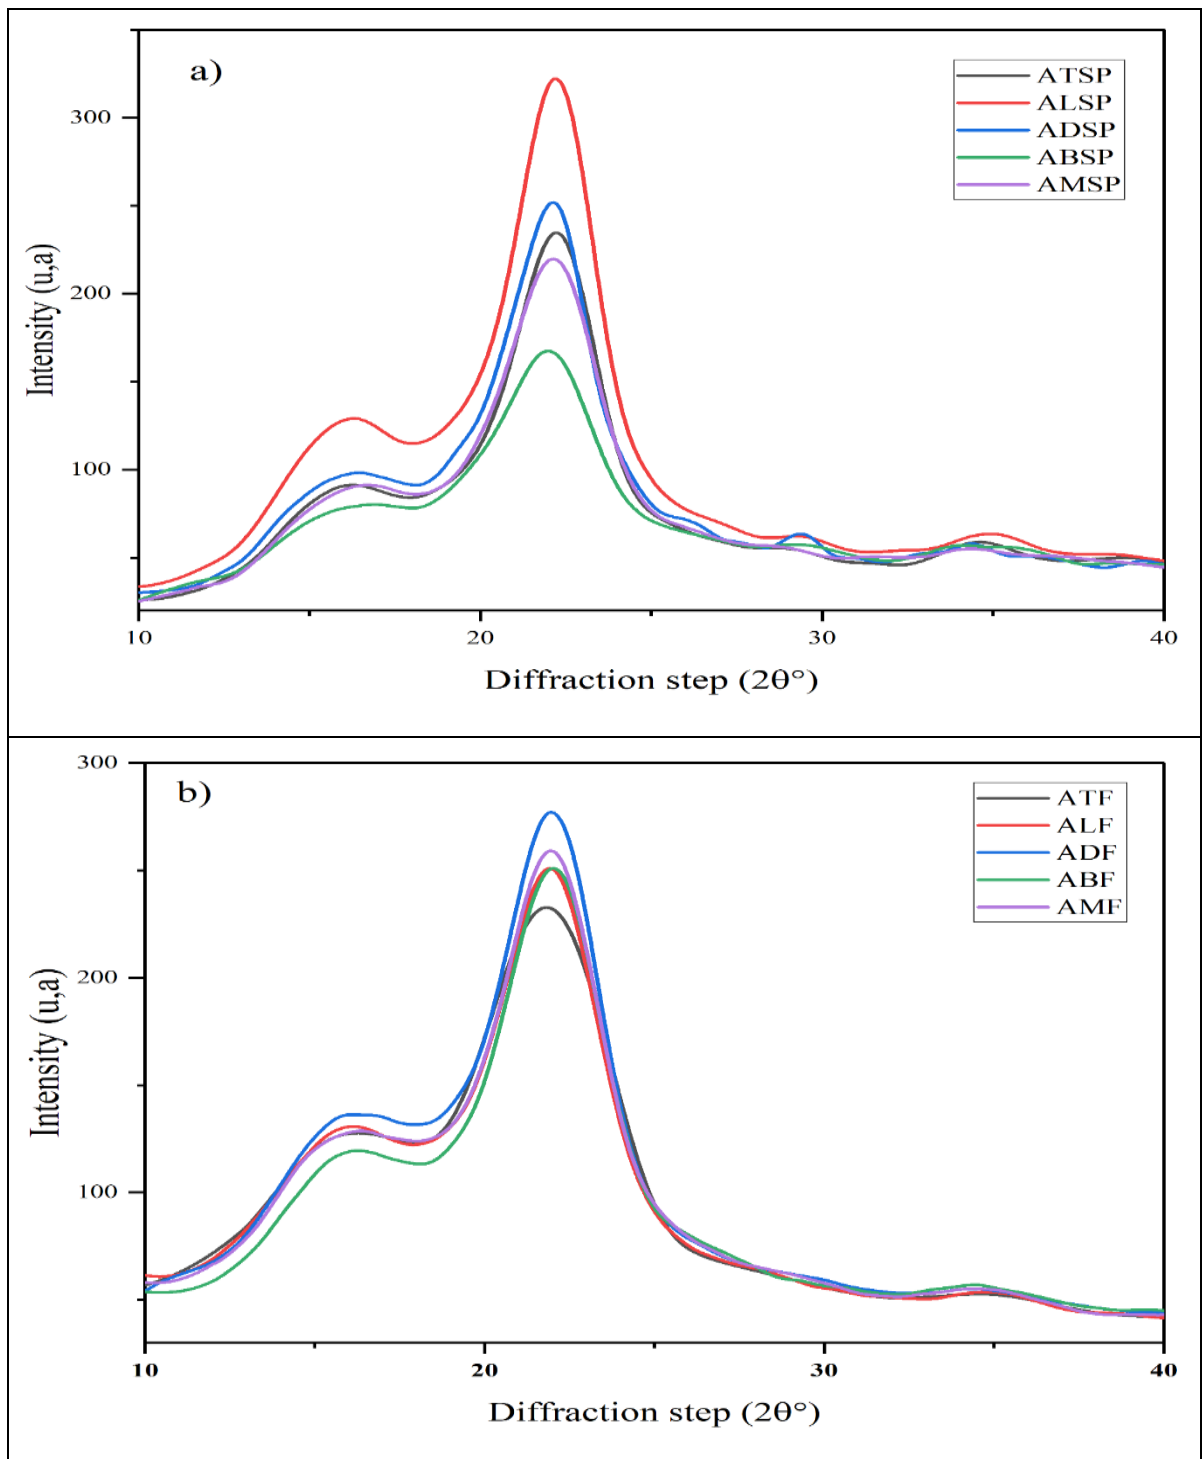 a)
ATSP
ALSP
ADSP
ABSP
AMSP
300
200
100
Intensity (u,a)
10 20 30 40
Diffraction step (2θ°)
b)
ATF
ALF
ADF
ABF
AMF
300
200
100
Intensity (u,a)
10 20 30 40
Diffraction step (2θ°)